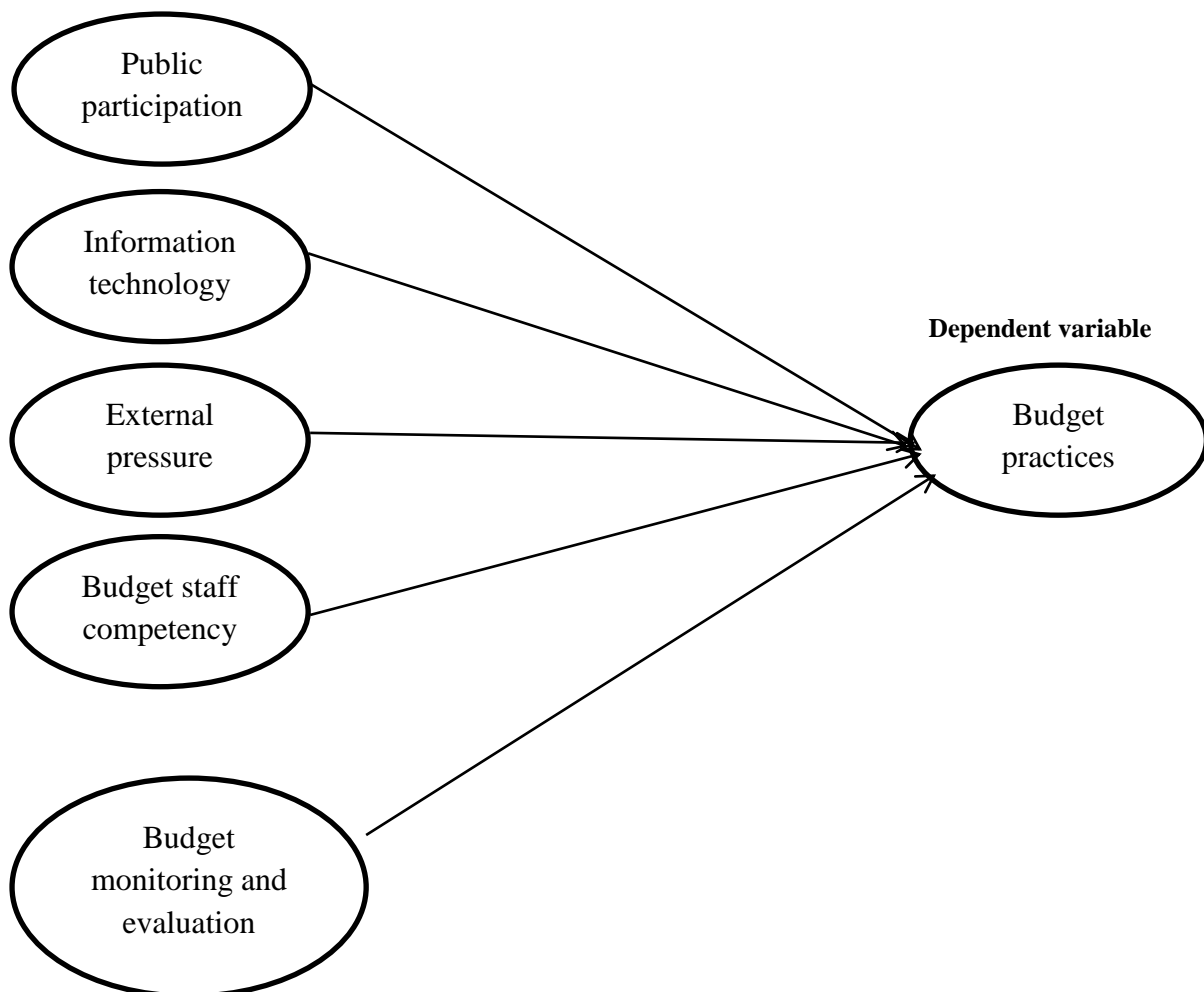 Public
participation
Information
technology
Dependent variable
External
pressure
Budget
practices
Budget staff
competency
Budget
monitoring and
evaluation